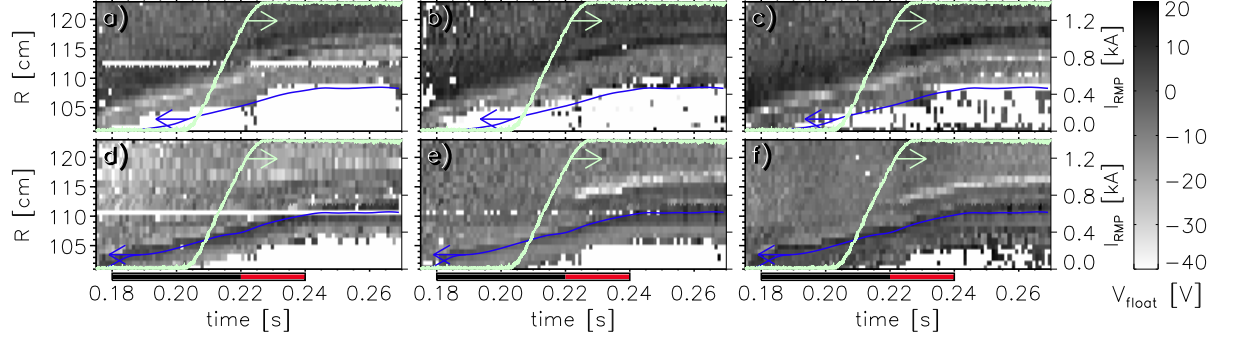 a) b) c)
120 115 110 105
R [cm]
1.2 0.8 0.4 0.0
I_RMP [kA]
d) e) f)
120 115 110 105
R [cm]
1.2 0.8 0.4 0.0
I_RMP [kA]
0.18 0.20 0.22 0.24 0.26 0.18 0.20 0.22 0.24 0.26 0.18 0.20 0.22 0.24 0.26
time [s] time [s] time [s]
20
10
0
−10
−20
−30
−40
V_float [V]